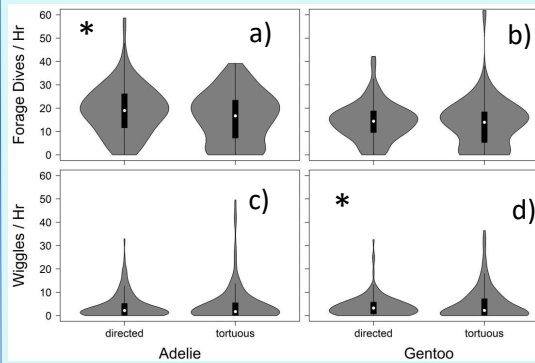 Forage Dives / Hr
60
50
40
30
20
10
0
* a)
b)
Wiggles / Hr
60
50
40
30
20
10
0
c)
* d)
directed tortuous directed tortuous
Adelie Gentoo